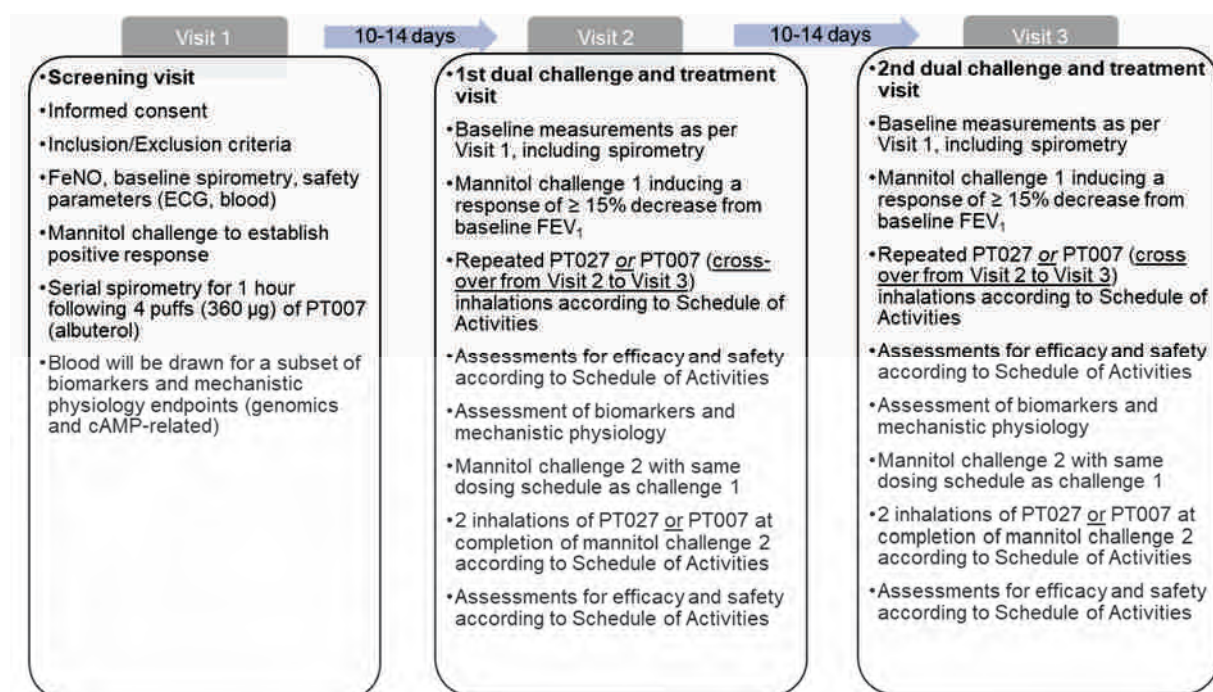 Visit 1
10-14 days
Visit 2
10-14 days
Visit 3
•Screening visit
•Informed consent
•Inclusion/Exclusion criteria
•FeNO, baseline spirometry, safety
parameters (ECG, blood)
•Mannitol challenge to establish
positive response
•Serial spirometry for 1 hour
following 4 puffs (360 µg) of PT007
(albuterol)
•Blood will be drawn for a subset of
biomarkers and mechanistic
physiology endpoints (genomics
and cAMP-related)
•1st dual challenge and treatment
visit
•Baseline measurements as per
Visit 1, including spirometry
•Mannitol challenge 1 inducing a
response of ≥ 15% decrease from
baseline FEV₁
•Repeated PT027 or PT007 (cross-
over from Visit 2 to Visit 3)
inhalations according to Schedule of
Activities
•Assessments for efficacy and safety
according to Schedule of Activities
•Assessment of biomarkers and
mechanistic physiology
•Mannitol challenge 2 with same
dosing schedule as challenge 1
•2 inhalations of PT027 or PT007 at
completion of mannitol challenge 2
according to Schedule of Activities
•Assessments for efficacy and safety
according to Schedule of Activities
•2nd dual challenge and treatment
visit
•Baseline measurements as per
Visit 1, including spirometry
•Mannitol challenge 1 inducing a
response of ≥ 15% decrease from
baseline FEV₁
•Repeated PT027 or PT007 (cross
over from Visit 2 to Visit 3)
inhalations according to Schedule of
Activities
•Assessments for efficacy and safety
according to Schedule of Activities
•Assessment of biomarkers and
mechanistic physiology
•Mannitol challenge 2 with same
dosing schedule as challenge 1
•2 inhalations of PT027 or PT007 at
completion of mannitol challenge 2
according to Schedule of Activities
•Assessments for efficacy and safety
according to Schedule of Activities